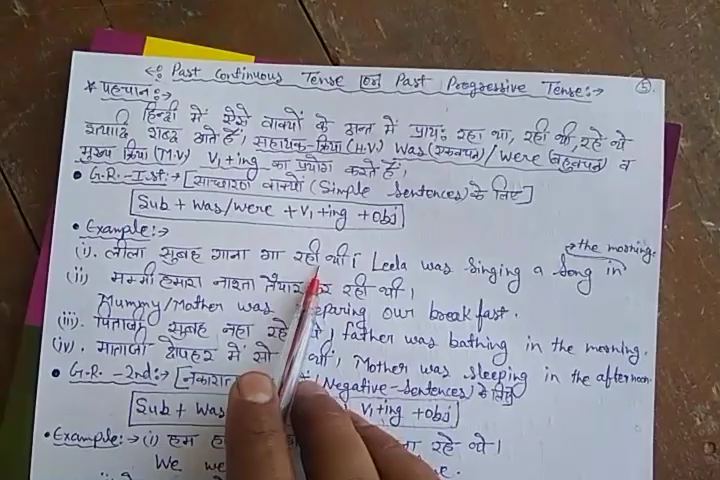 Past Continuous Tense or Past Progressive Tense:→ (5)
* पहचान:→
हिन्दी में ऐसे वाक्यों के अन्त में प्रायः रहा था, रही थी, रहे थे
इत्यादि शब्द आते हैं। सहायक-क्रिया (H.V) Was (एकवचन)/Were (बहुवचन) व
मुख्य क्रिया (M.V) V₁+ing का प्रयोग करते हैं।
• G.R.-Ist:→ [साधारण वाक्यों (Simple Sentences) के लिए]
Sub + was/were + V₁+ing + Obj
• Example:→
(i). लीला सुबह गाना गा रही थी। Leela was singing a song in the morning.
(ii) मम्मी हमारा नाश्ता तैयार कर रही थी।
Mummy/Mother was preparing our breakfast.
(iii). पिताजी सुबह नहा रहे थे। father was bathing in the morning.
(iv). माताजी दोपहर में सो थी। Mother was sleeping in the afternoon.
• G.R.-2nd:→ (Negative-Sentences) के लिए
Sub + Was V₁+ing + Obj
• Example:→ (i) हम रहे थे।
We